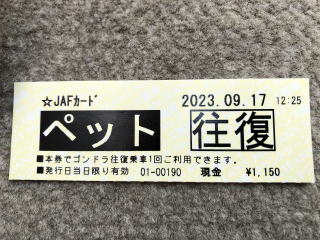 ☆JAFｶｰﾄﾞ 2023.09.17 12:25
ペット 往復
■本券でゴンドラ往復乗車1回ご利用できます。
■発行日当日限り有効 01-00190 現金 ¥1,150